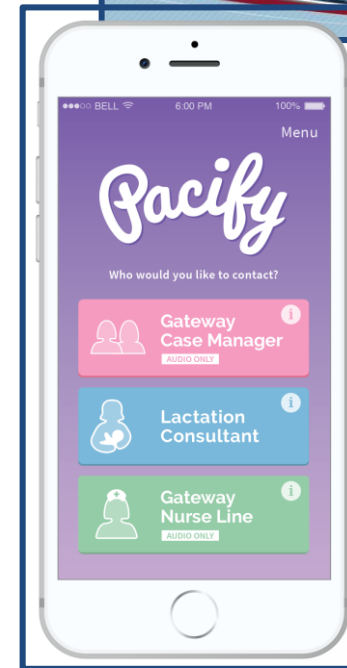 BELL 6:00 PM 100%
Menu
Pacify
Who would you like to contact?
Gateway
Case Manager
AUDIO ONLY
i
Lactation
Consultant
i
Gateway
Nurse Line
AUDIO ONLY
i